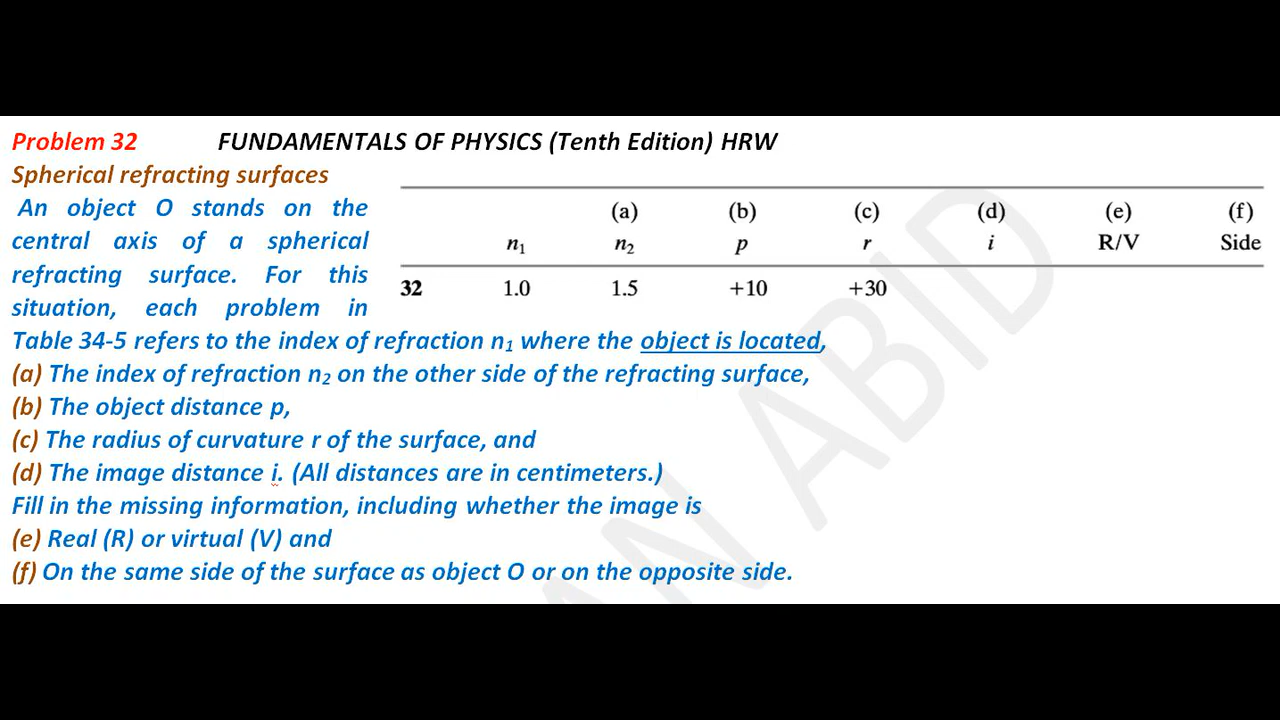 Problem 32 FUNDAMENTALS OF PHYSICS (Tenth Edition) HRW
Spherical refracting surfaces
An object O stands on the
central axis of a spherical
refracting surface. For this
situation, each problem in
(a) (b) (c) (d) (e) (f)
n₁ n₂ p r i R/V Side
32 1.0 1.5 +10 +30
Table 34-5 refers to the index of refraction n₁ where the object is located,
(a) The index of refraction n₂ on the other side of the refracting surface,
(b) The object distance p,
(c) The radius of curvature r of the surface, and
(d) The image distance i. (All distances are in centimeters.)
Fill in the missing information, including whether the image is
(e) Real (R) or virtual (V) and
(f) On the same side of the surface as object O or on the opposite side.
AN ABID